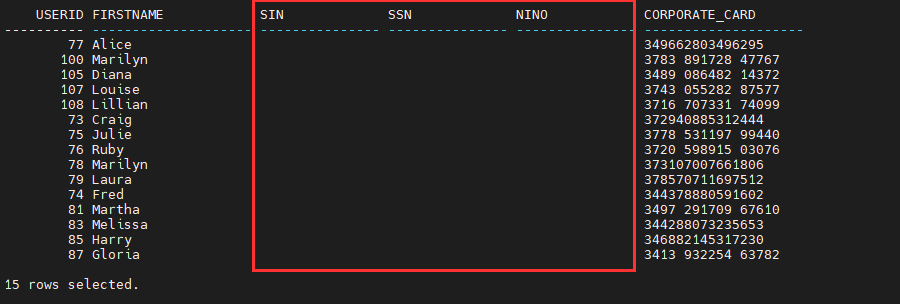 USERID FIRSTNAME SIN SSN NINO CORPORATE_CARD
---------- -------------------- --------------- --------------- --------------- --------------------
77 Alice 349662803496295
100 Marilyn 3783 891728 47767
105 Diana 3489 086482 14372
107 Louise 3743 055282 87577
108 Lillian 3716 707331 74099
73 Craig 372940885312444
75 Julie 3778 531197 99440
76 Ruby 3720 598915 03076
78 Marilyn 373107007661806
79 Laura 378570711697512
74 Fred 344378880591602
81 Martha 3497 291709 67610
83 Melissa 344288073235653
85 Harry 346882145317230
87 Gloria 3413 932254 63782
15 rows selected.